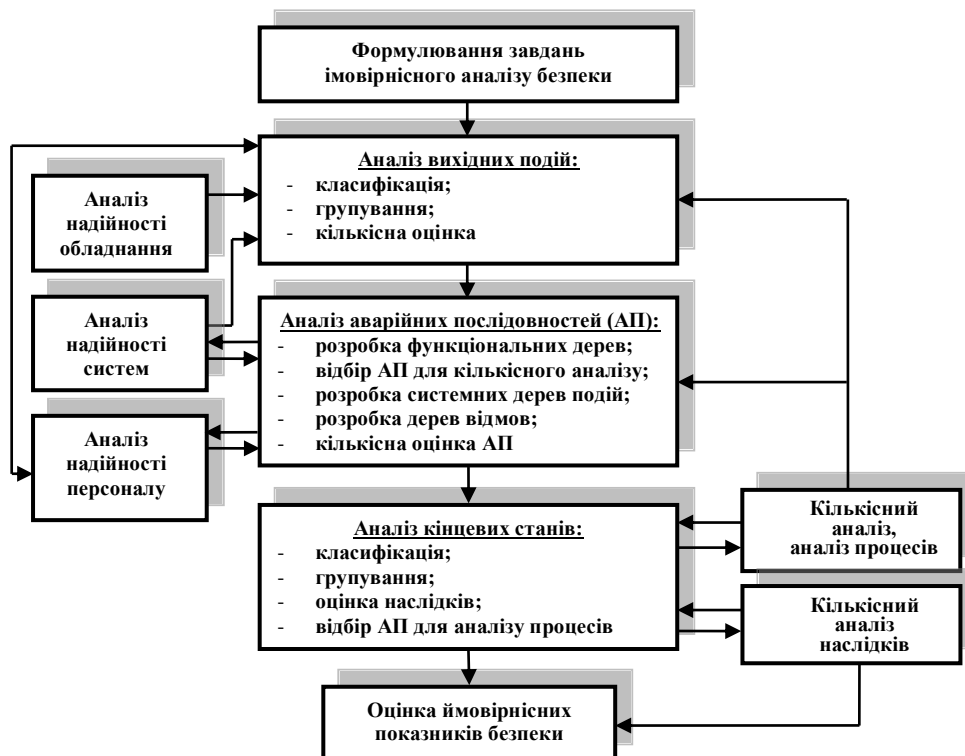 Формулювання завдань
імовірнісного аналізу безпеки
Аналіз вихідних подій:
- класифікація;
- групування;
- кількісна оцінка
Аналіз
надійності
обладнання
Аналіз аварійних послідовностей (АП):
- розробка функціональних дерев;
- відбір АП для кількісного аналізу;
- розробка системних дерев подій;
- розробка дерев відмов;
- кількісна оцінка АП
Аналіз
надійності
систем
Аналіз
надійності
персоналу
Аналіз кінцевих станів:
- класифікація;
- групування;
- оцінка наслідків;
- відбір АП для аналізу процесів
Кількісний
аналіз,
аналіз процесів
Кількісний
аналіз
наслідків
Оцінка ймовірнісних
показників безпеки